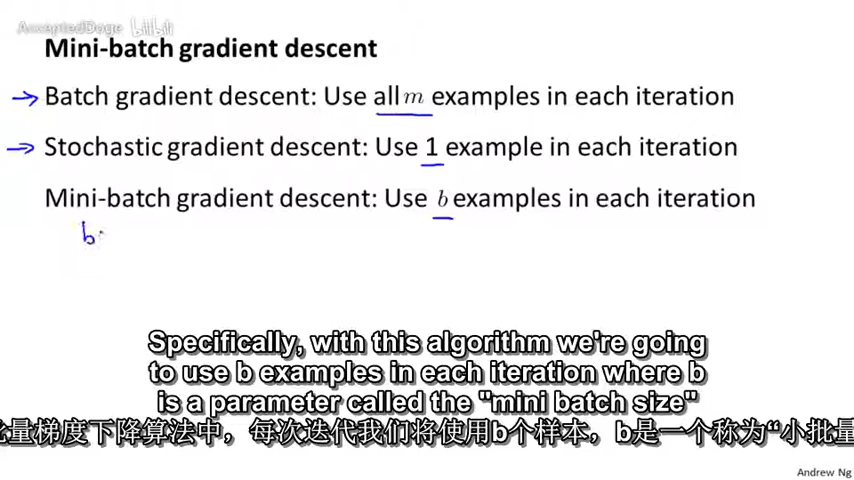 AcceptedDoge bilibili
Mini-batch gradient descent
Batch gradient descent: Use all m examples in each iteration
Stochastic gradient descent: Use 1 example in each iteration
Mini-batch gradient descent: Use b examples in each iteration
b
Specifically, with this algorithm we're going
to use b examples in each iteration where b
is a parameter called the "mini batch size"
批量梯度下降算法中，每次迭代我们将使用b个样本，b是一个称为“小批量
Andrew Ng